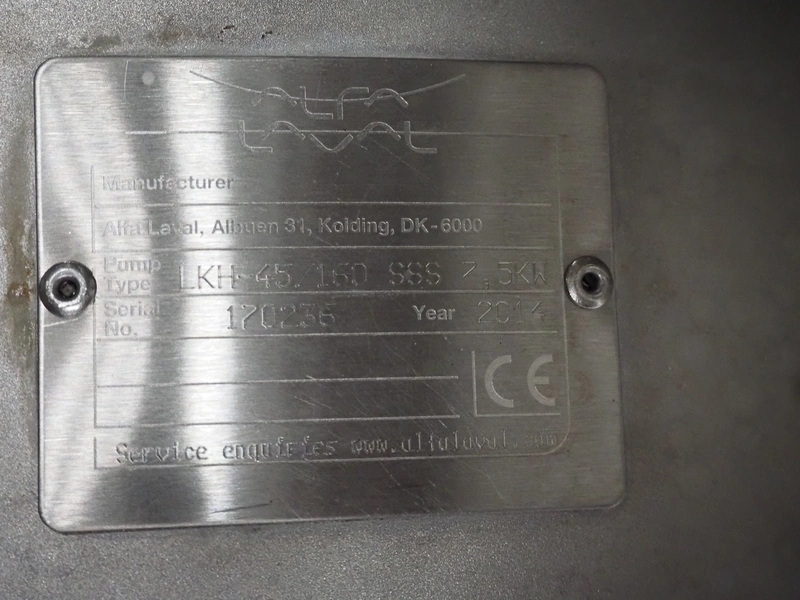 ALFA
LAVAL
Manufacturer
Alfa Laval, Albuen 31, Kolding, DK-6000
Pump Type LKH-45/160 SSS 7,5KW
Serial No. 170236 Year 2014
CE
Service enquiries www.alfalaval.com